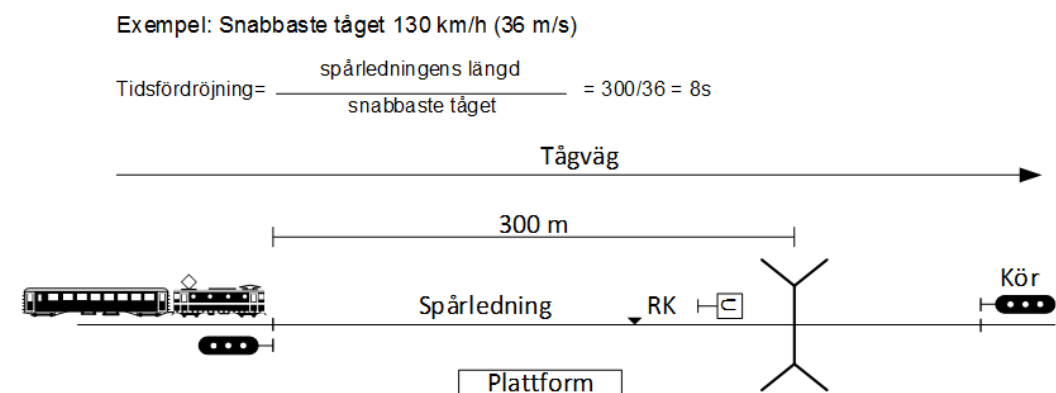 Exempel: Snabbaste tåget 130 km/h (36 m/s)
spårledningens längd
Tidsfördröjning= = 300/36 = 8s
snabbaste tåget
Tågväg
300 m
Kör
Spårledning RK
Plattform